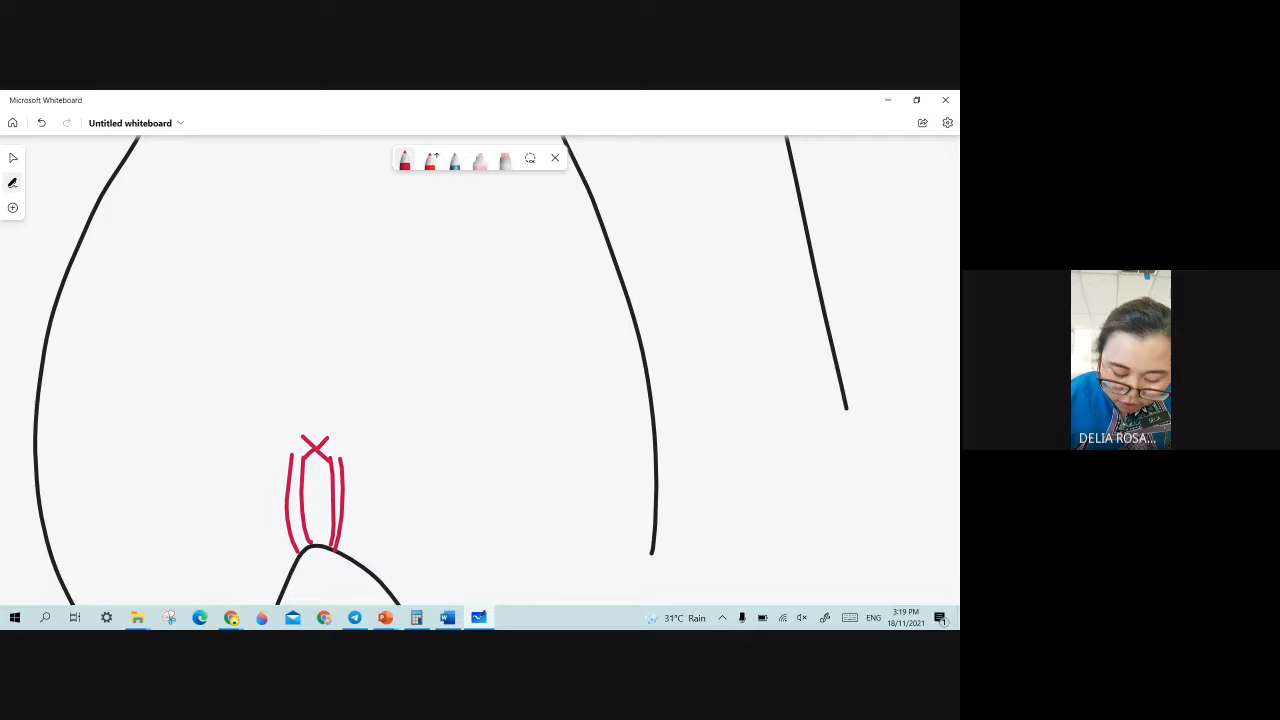 Microsoft Whiteboard
Untitled whiteboard
DELIA ROSA...
31°C Rain
ENG
3:19 PM
18/11/2021